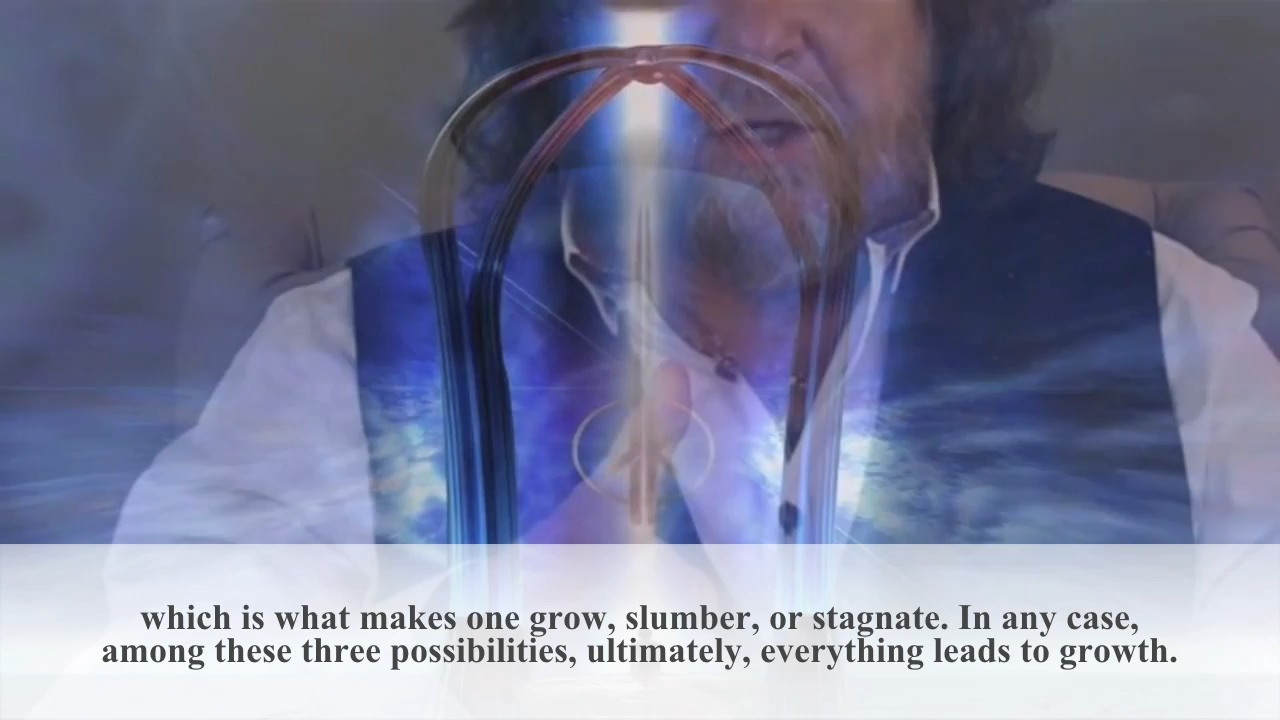 which is what makes one grow, slumber, or stagnate. In any case,
among these three possibilities, ultimately, everything leads to growth.